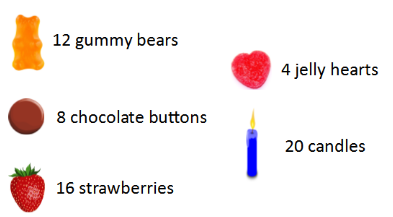 12 gummy bears
8 chocolate buttons
16 strawberries
4 jelly hearts
20 candles